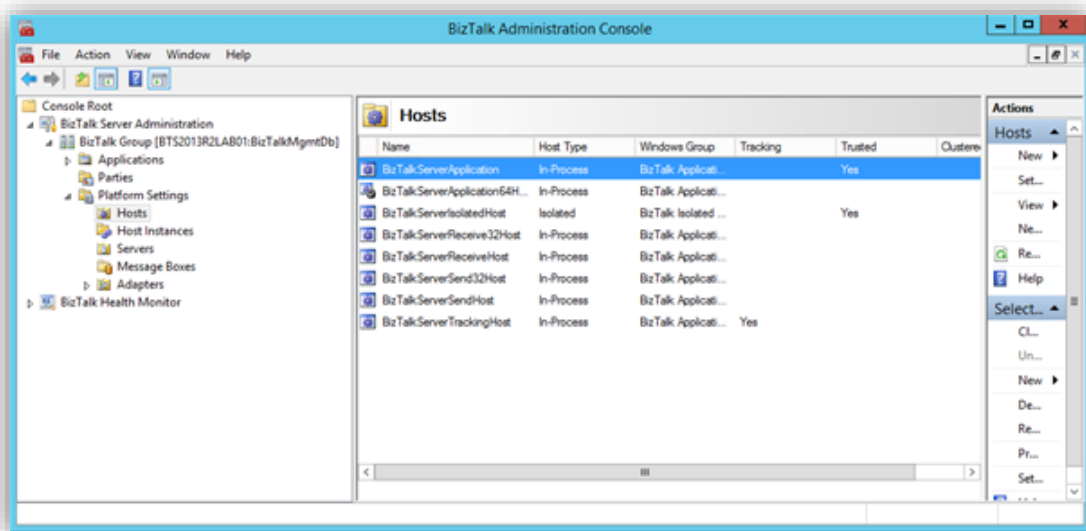 BizTalk Administration Console
File Action View Window Help
Console Root
BizTalk Server Administration
BizTalk Group [BTS2013R2LAB01:BizTalkMgmtDb]
Applications
Parties
Platform Settings
Hosts
Host Instances
Servers
Message Boxes
Adapters
BizTalk Health Monitor
Hosts
Name Host Type Windows Group Tracking Trusted Clustere
BizTalkServerApplication In-Process BizTalk Applicati... Yes
BizTalkServerApplication64H... In-Process BizTalk Applicati...
BizTalkServerIsolatedHost Isolated BizTalk Isolated ... Yes
BizTalkServerReceive32Host In-Process BizTalk Applicati...
BizTalkServerReceiveHost In-Process BizTalk Applicati...
BizTalkServerSend32Host In-Process BizTalk Applicati...
BizTalkServerSendHost In-Process BizTalk Applicati...
BizTalkServerTrackingHost In-Process BizTalk Applicati... Yes
Actions
Hosts
New
Set...
View
Ne...
Re...
Help
Select...
Cl...
Un...
New
De...
Re...
Pr...
Set...